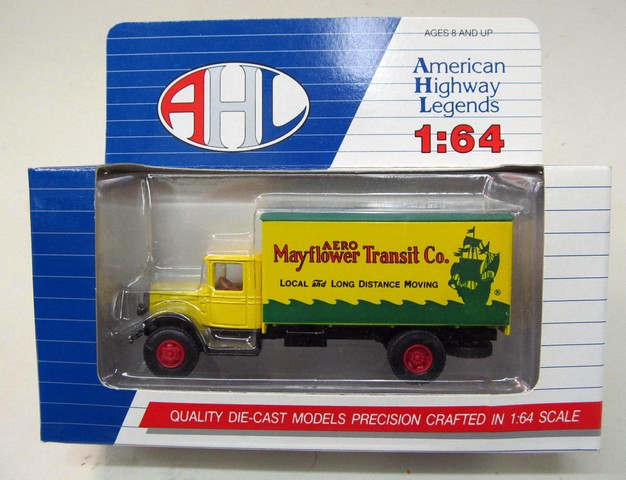 AGES 8 AND UP
AHL
American
Highway
Legends
1:64
AERO
Mayflower Transit Co.
LOCAL and LONG DISTANCE MOVING
®
QUALITY DIE-CAST MODELS PRECISION CRAFTED IN 1:64 SCALE